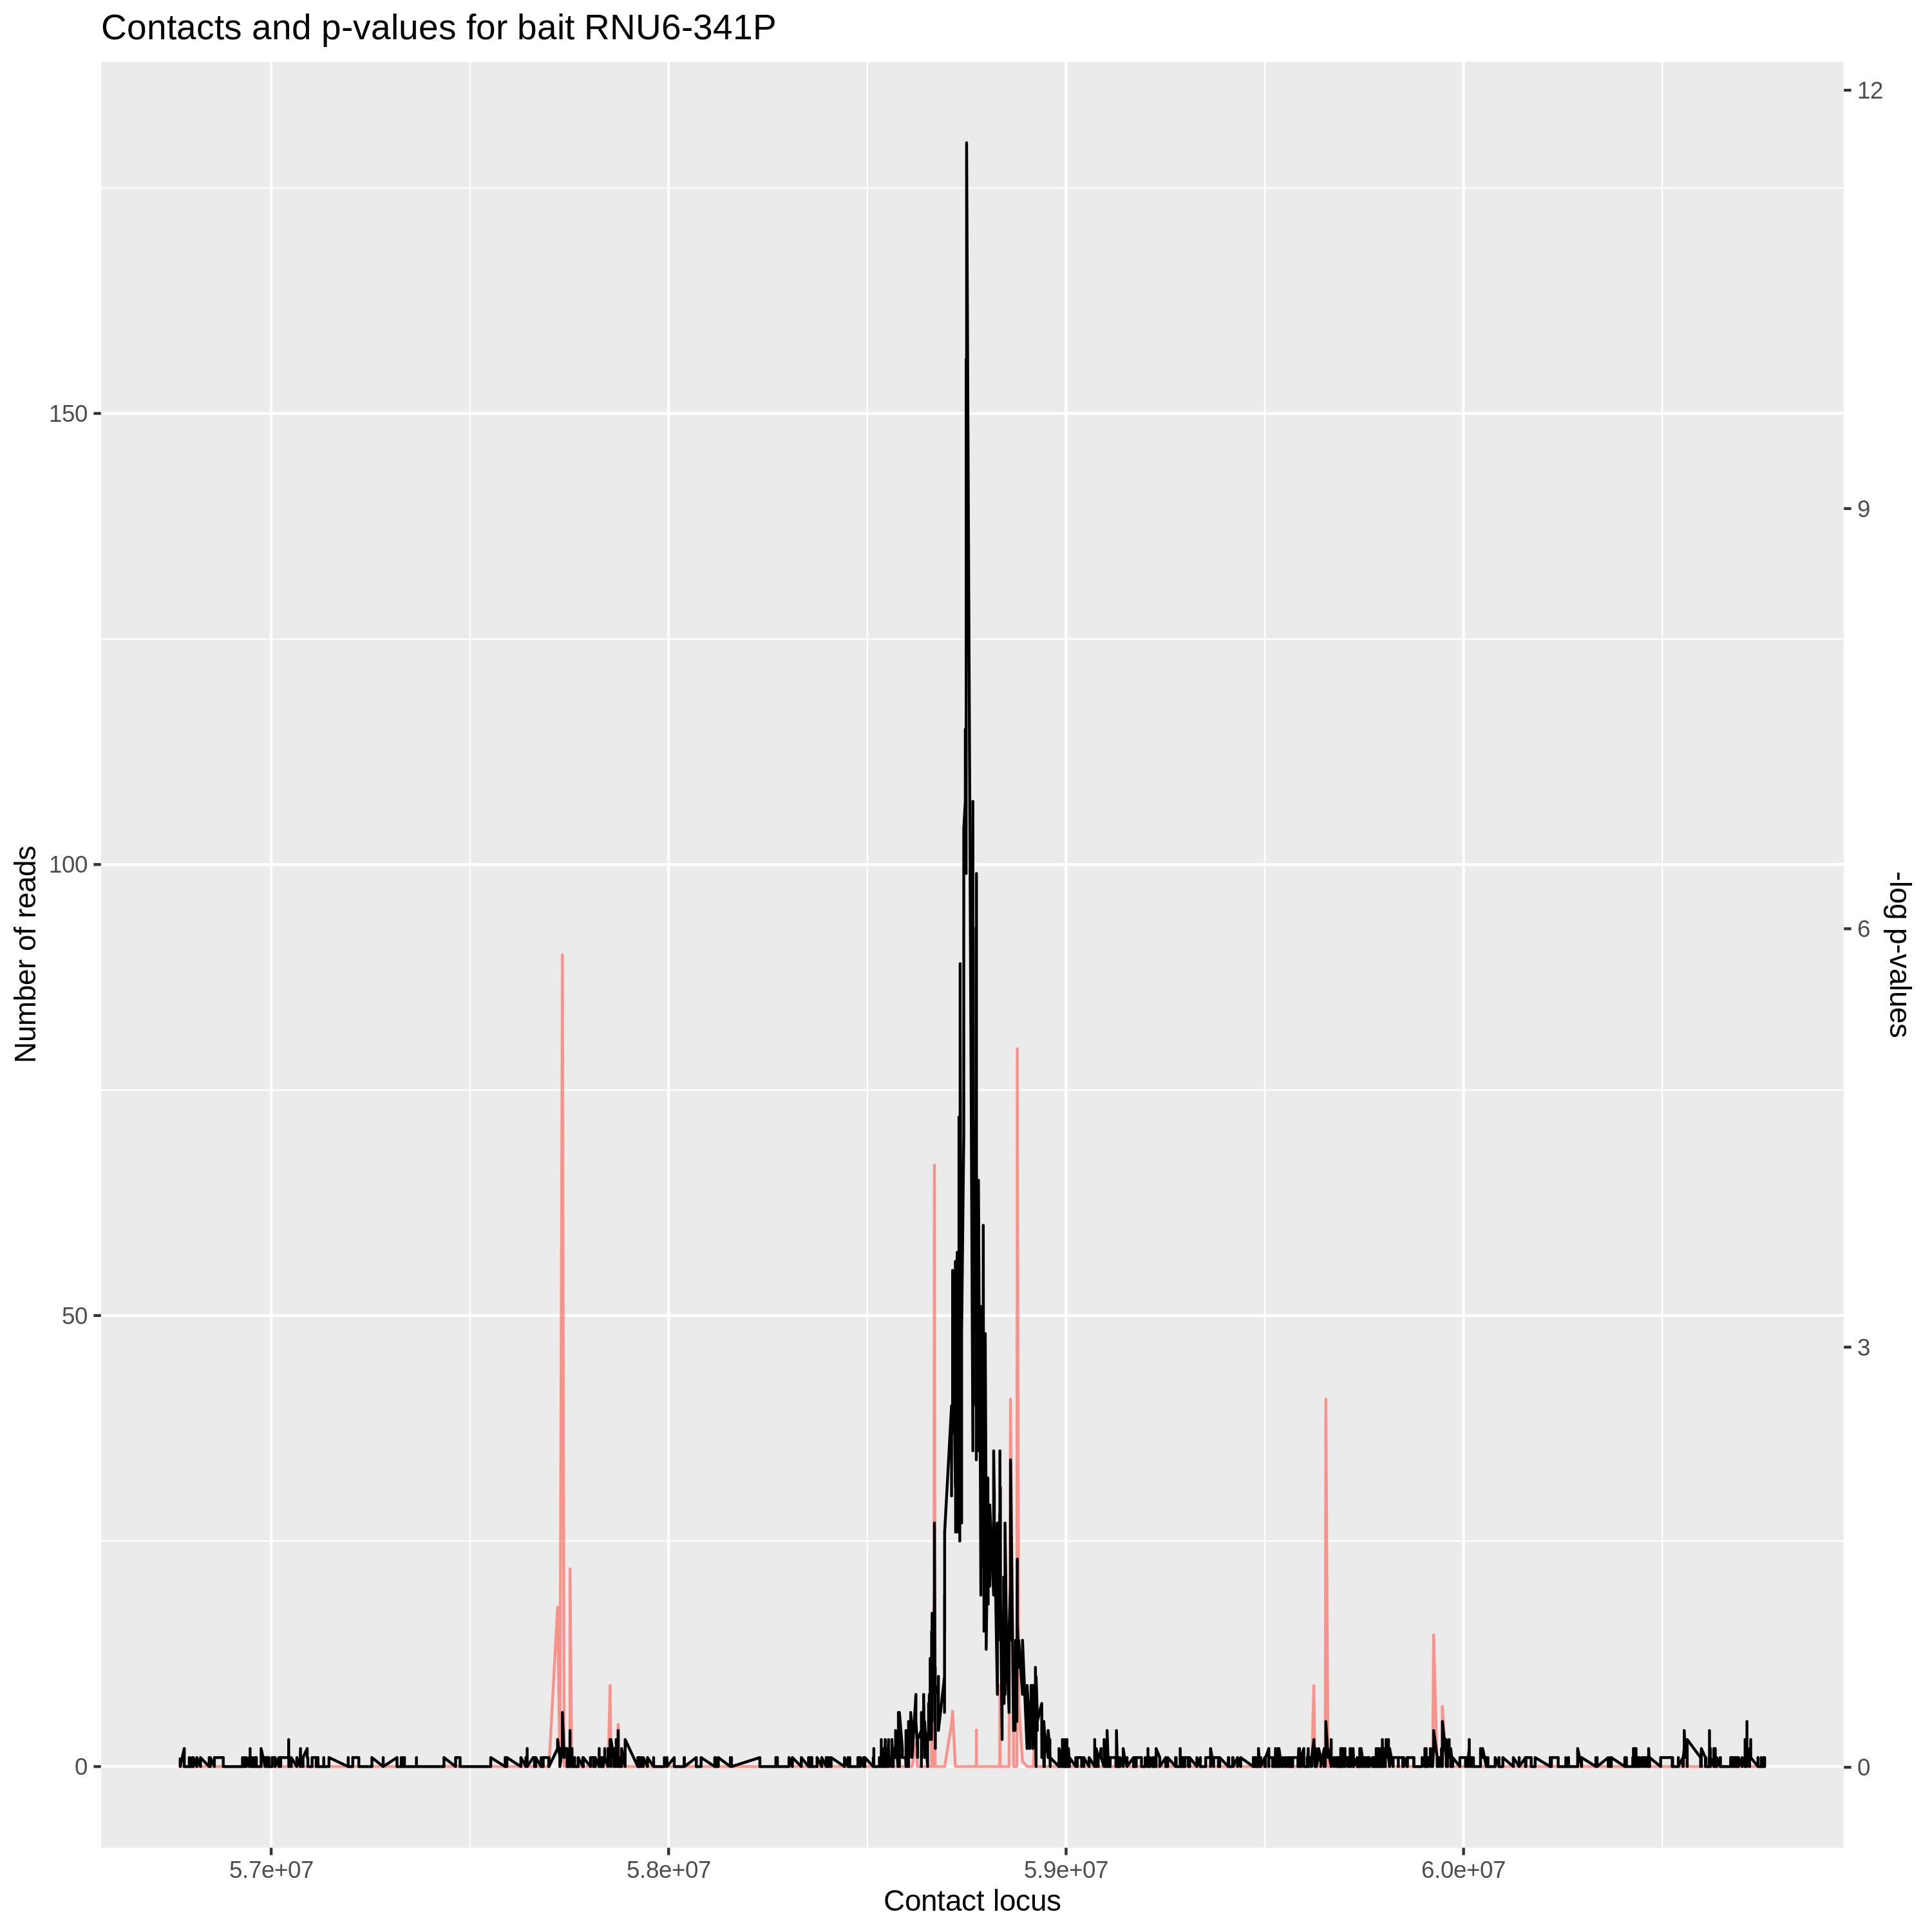 Contacts and p-values for bait RNU6-341P
12
150
9
100
6
Number of reads
-log p-values
50
3
0
0
5.7e+07
5.8e+07
5.9e+07
6.0e+07
Contact locus